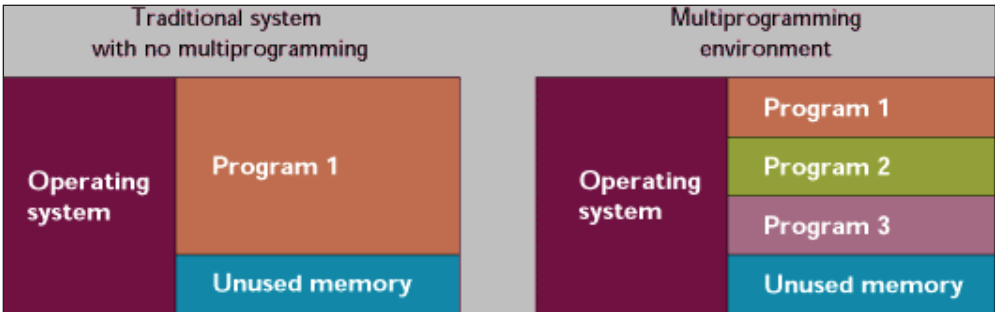 Traditional system
with no multiprogramming
Operating
system
Program 1
Unused memory
Multiprogramming
environment
Operating
system
Program 1
Program 2
Program 3
Unused memory